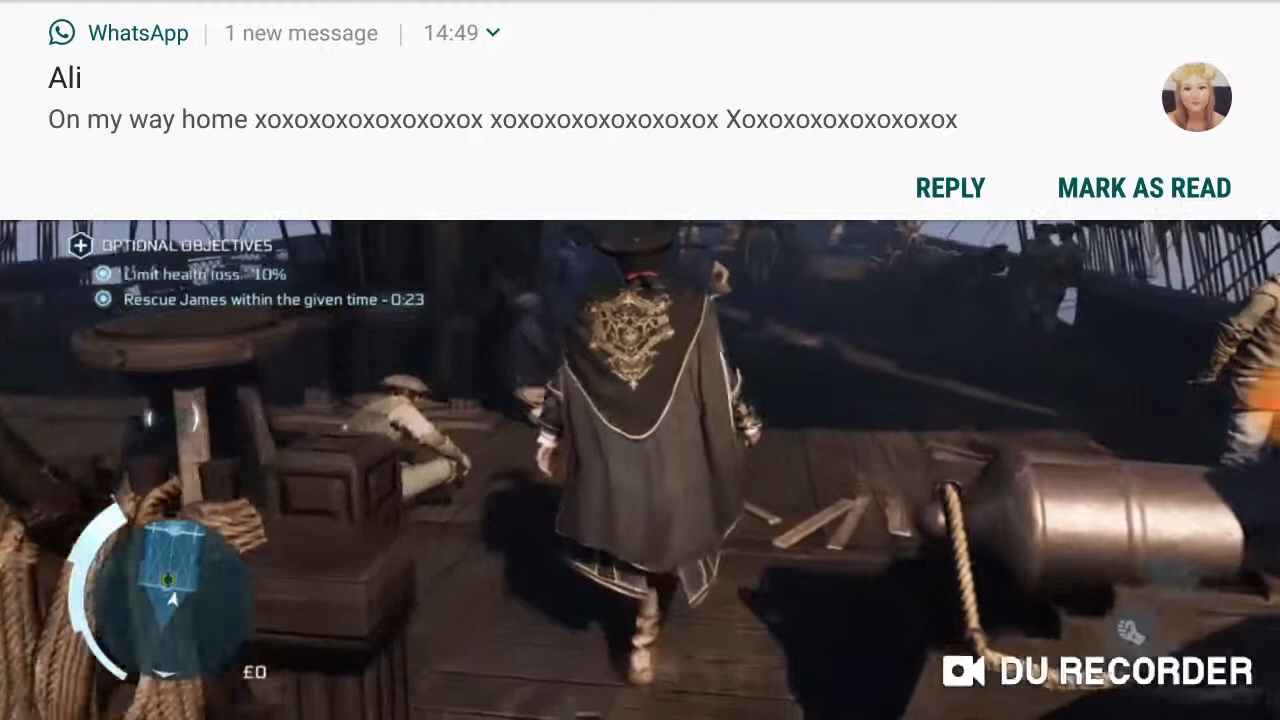 WhatsApp | 1 new message | 14:49
Ali
On my way home xoxoxoxoxoxoxoxox xoxoxoxoxoxoxoxox Xoxoxoxoxoxoxoxox
REPLY MARK AS READ
OPTIONAL OBJECTIVES
Limit health loss - 10%
Rescue James within the given time - 0:23
£0
DU RECORDER